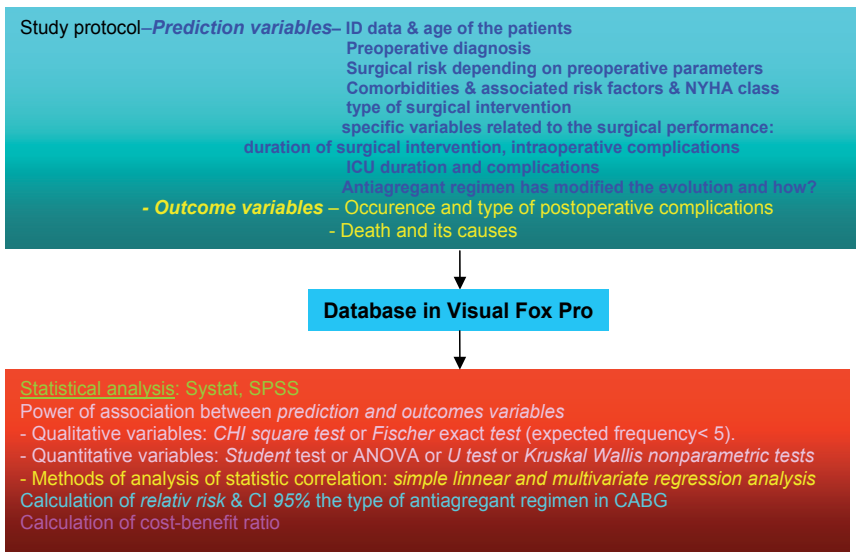 Study protocol–Prediction variables– ID data & age of the patients
Preoperative diagnosis
Surgical risk depending on preoperative parameters
Comorbidities & associated risk factors & NYHA class
type of surgical intervention
specific variables related to the surgical performance:
duration of surgical intervention, intraoperative complications
ICU duration and complications
Antiagregant regimen has modified the evolution and how?
- Outcome variables – Occurence and type of postoperative complications
- Death and its causes
Database in Visual Fox Pro
Statistical analysis: Systat, SPSS
Power of association between prediction and outcomes variables
- Qualitative variables: CHI square test or Fischer exact test (expected frequency< 5).
- Quantitative variables: Student test or ANOVA or U test or Kruskal Wallis nonparametric tests
- Methods of analysis of statistic correlation: simple linnear and multivariate regression analysis
Calculation of relativ risk & CI 95% the type of antiagregant regimen in CABG
Calculation of cost-benefit ratio